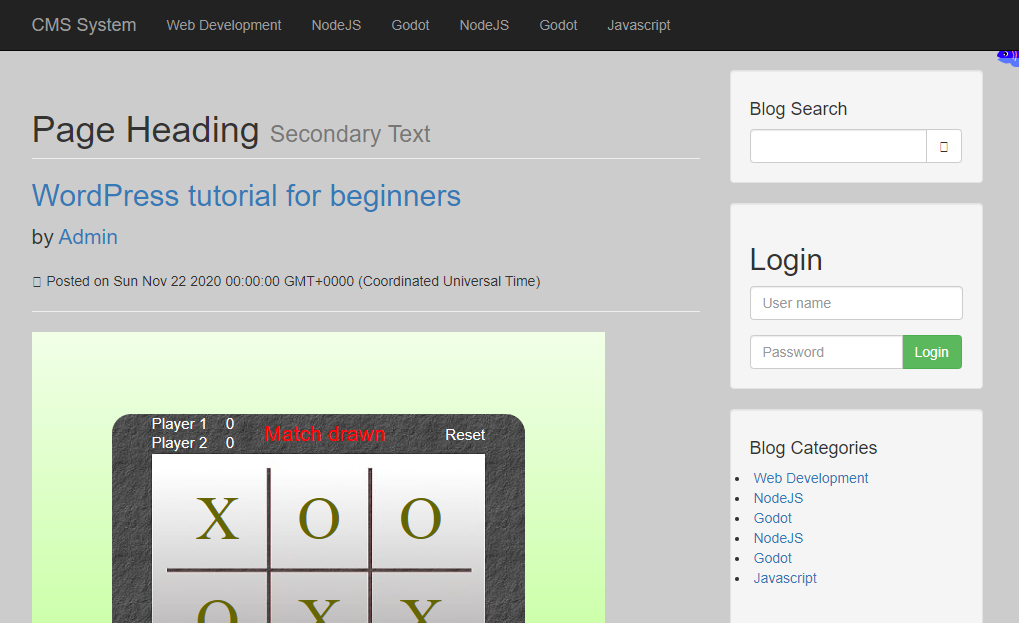 CMS System Web Development NodeJS Godot NodeJS Godot Javascript
Page Heading Secondary Text
WordPress tutorial for beginners
by Admin
Posted on Sun Nov 22 2020 00:00:00 GMT+0000 (Coordinated Universal Time)
Player 1 0
Player 2 0
Match drawn
Reset
X O O
O X X
Blog Search
Login
User name
Password
Login
Blog Categories
Web Development
NodeJS
Godot
NodeJS
Godot
Javascript